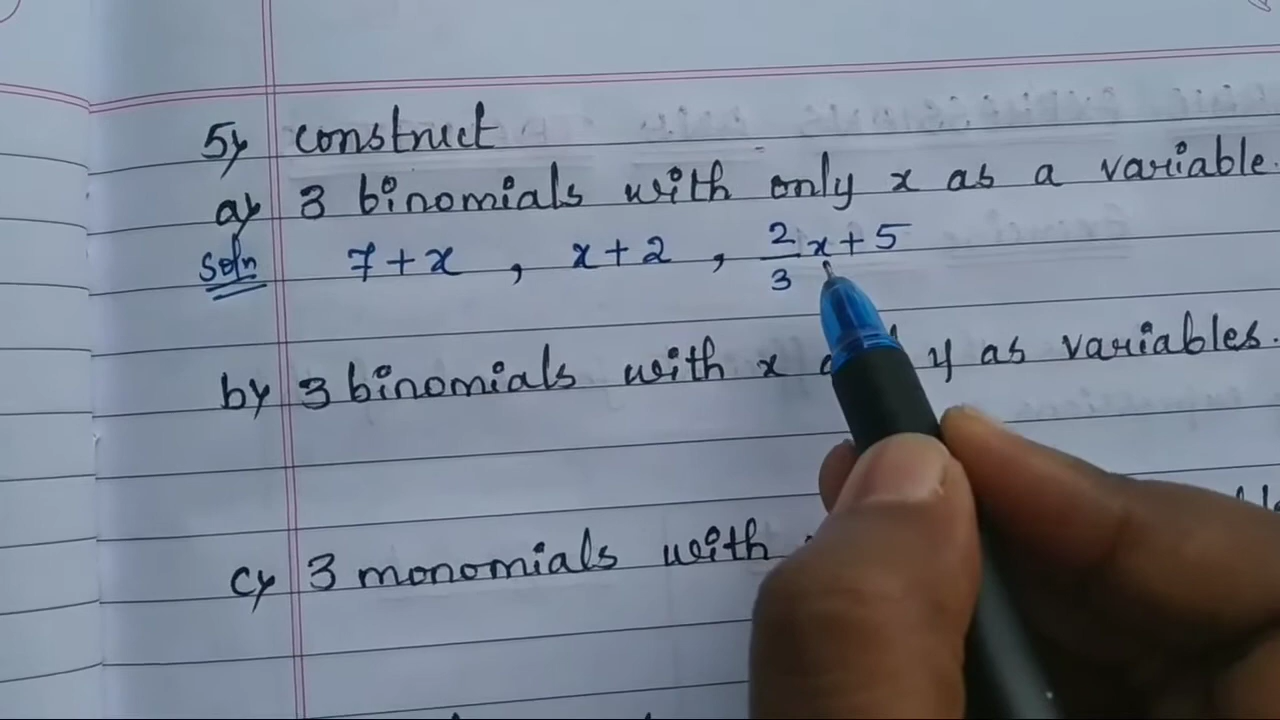 5) construct
a) 3 binomials with only x as a variable.
Soln 7+x , x+2 , 2/3 x+5
b) 3 binomials with x y as variables.
c) 3 monomials with